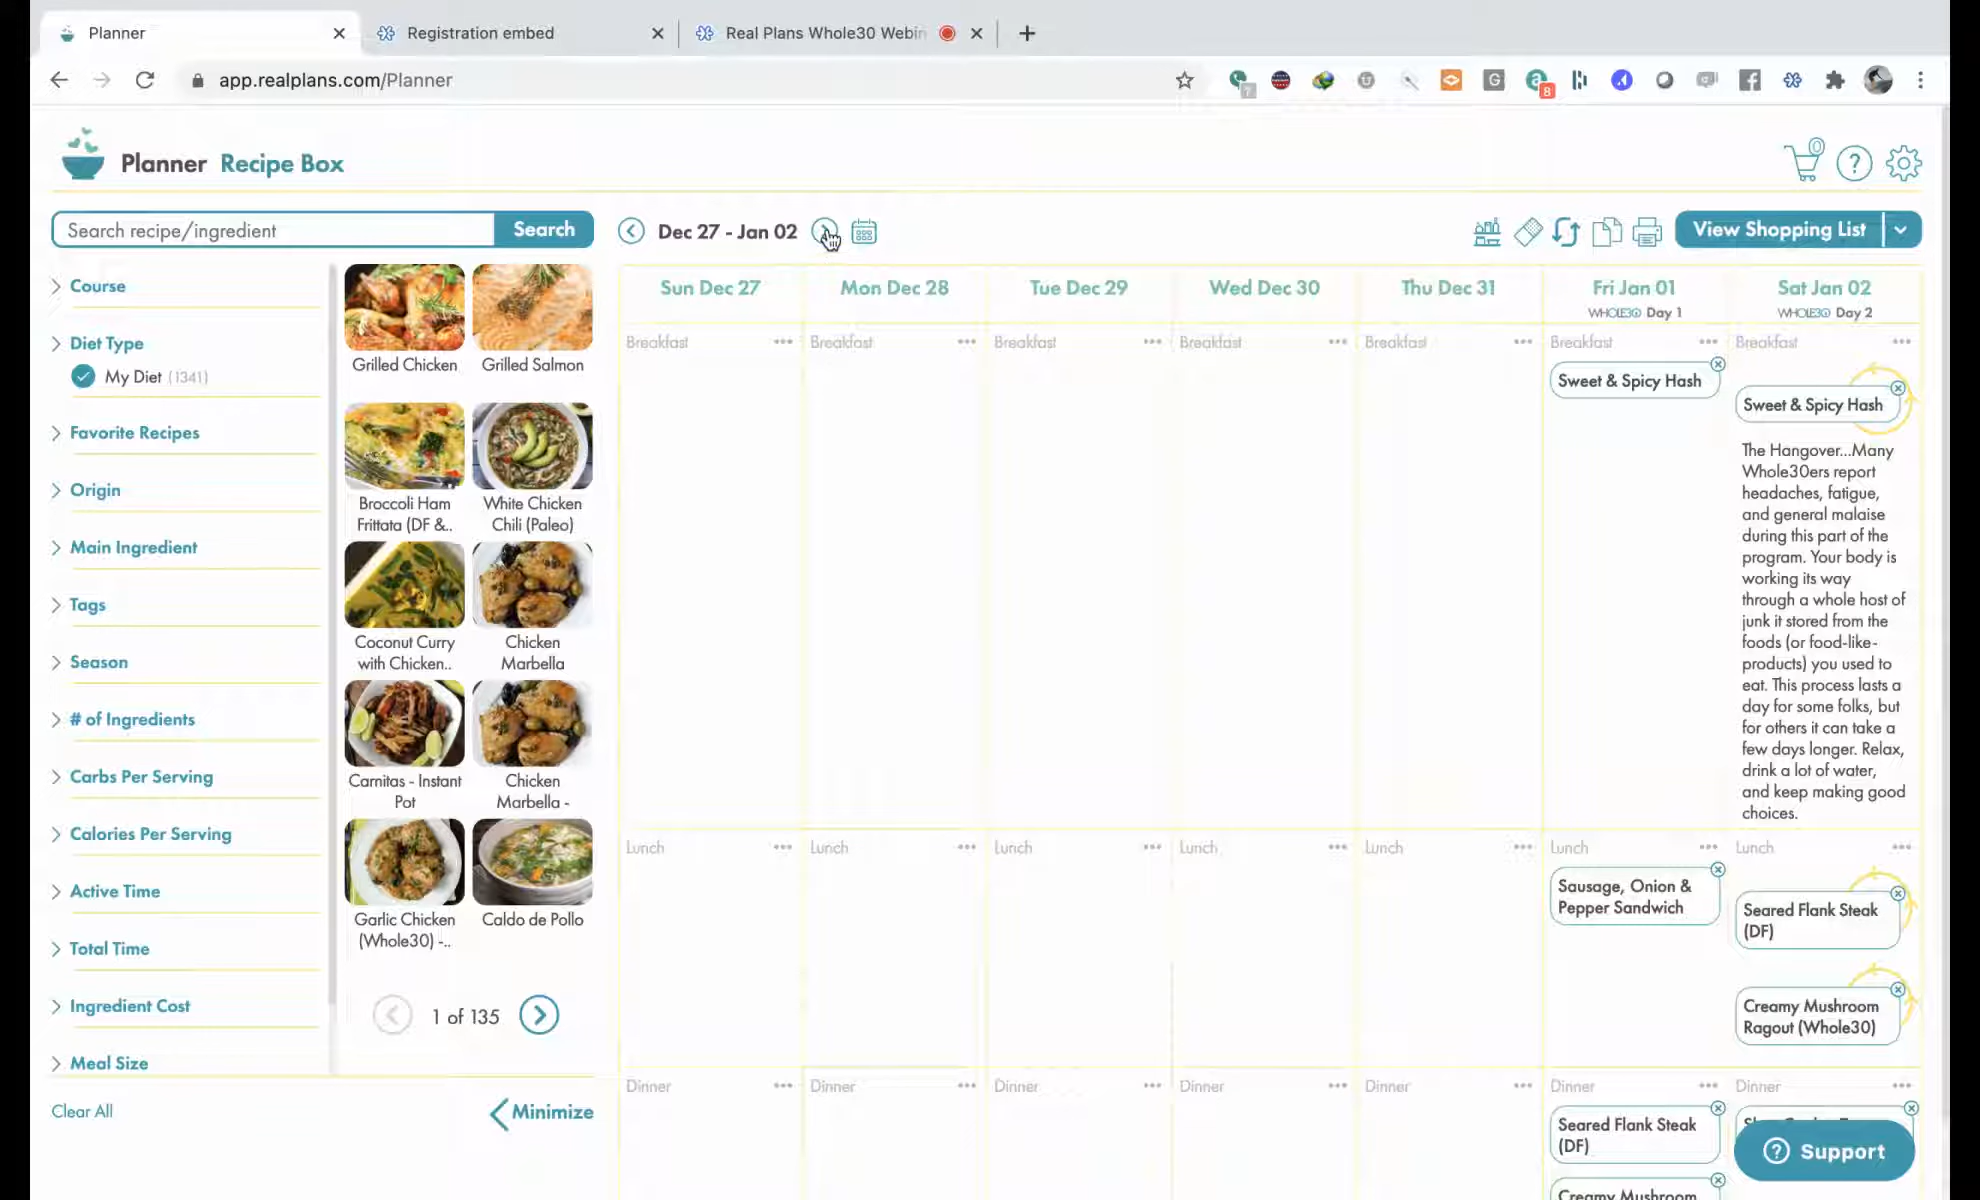 Planner
Registration embed
Real Plans Whole30 Webin
app.realplans.com/Planner
7
G
8
Planner Recipe Box
0
?
Search recipe/ingredient
Search
Dec 27 - Jan 02
View Shopping List
Course
Diet Type
My Diet (1341)
Favorite Recipes
Origin
Main Ingredient
Tags
Season
# of Ingredients
Carbs Per Serving
Calories Per Serving
Active Time
Total Time
Ingredient Cost
Meal Size
Clear All
Minimize
Grilled Chicken
Grilled Salmon
Broccoli Ham
Frittata (DF &..
White Chicken
Chili (Paleo)
Coconut Curry
with Chicken..
Chicken
Marbella
Carnitas - Instant
Pot
Chicken
Marbella -
Garlic Chicken
(Whole30) -..
Caldo de Pollo
1 of 135
Sun Dec 27
Mon Dec 28
Tue Dec 29
Wed Dec 30
Thu Dec 31
Fri Jan 01
WHOLE30 Day 1
Sat Jan 02
WHOLE30 Day 2
Breakfast
Breakfast
Breakfast
Breakfast
Breakfast
Breakfast
Sweet & Spicy Hash
Breakfast
Sweet & Spicy Hash
The Hangover...Many
Whole30ers report
headaches, fatigue,
and general malaise
during this part of the
program. Your body is
working its way
through a whole host of
junk it stored from the
foods (or food-like-
products) you used to
eat. This process lasts a
day for some folks, but
for others it can take a
few days longer. Relax,
drink a lot of water,
and keep making good
choices.
Lunch
Lunch
Lunch
Lunch
Lunch
Lunch
Sausage, Onion &
Pepper Sandwich
Lunch
Seared Flank Steak
(DF)
Creamy Mushroom
Ragout (Whole30)
Dinner
Dinner
Dinner
Dinner
Dinner
Dinner
Seared Flank Steak
(DF)
Creamy Mushroom
Dinner
? Support